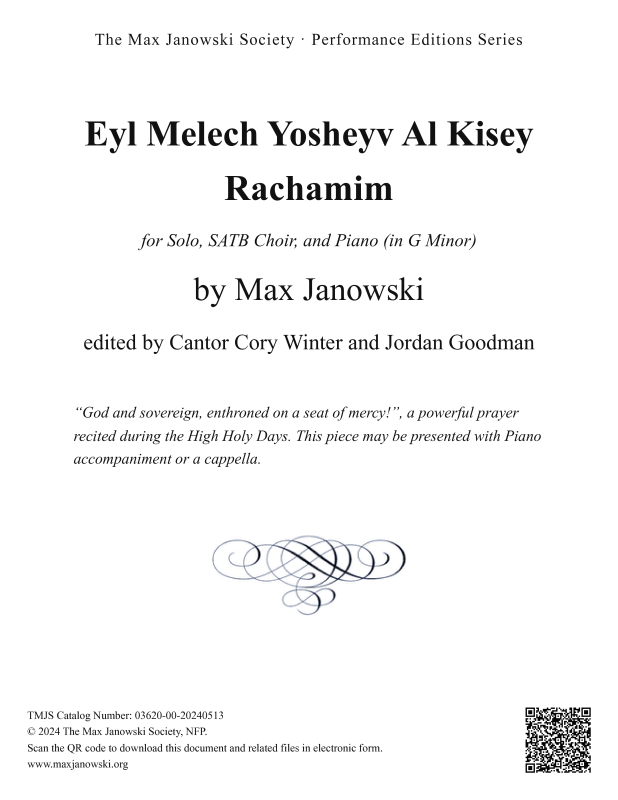 The Max Janowski Society · Performance Editions Series
Eyl Melech Yosheyv Al Kisey
Rachamim
for Solo, SATB Choir, and Piano (in G Minor)
by Max Janowski
edited by Cantor Cory Winter and Jordan Goodman
“God and sovereign, enthroned on a seat of mercy!”, a powerful prayer
recited during the High Holy Days. This piece may be presented with Piano
accompaniment or a cappella.
TMJS Catalog Number: 03620-00-20240513
© 2024 The Max Janowski Society, NFP.
Scan the QR code to download this document and related files in electronic form.
www.maxjanowski.org